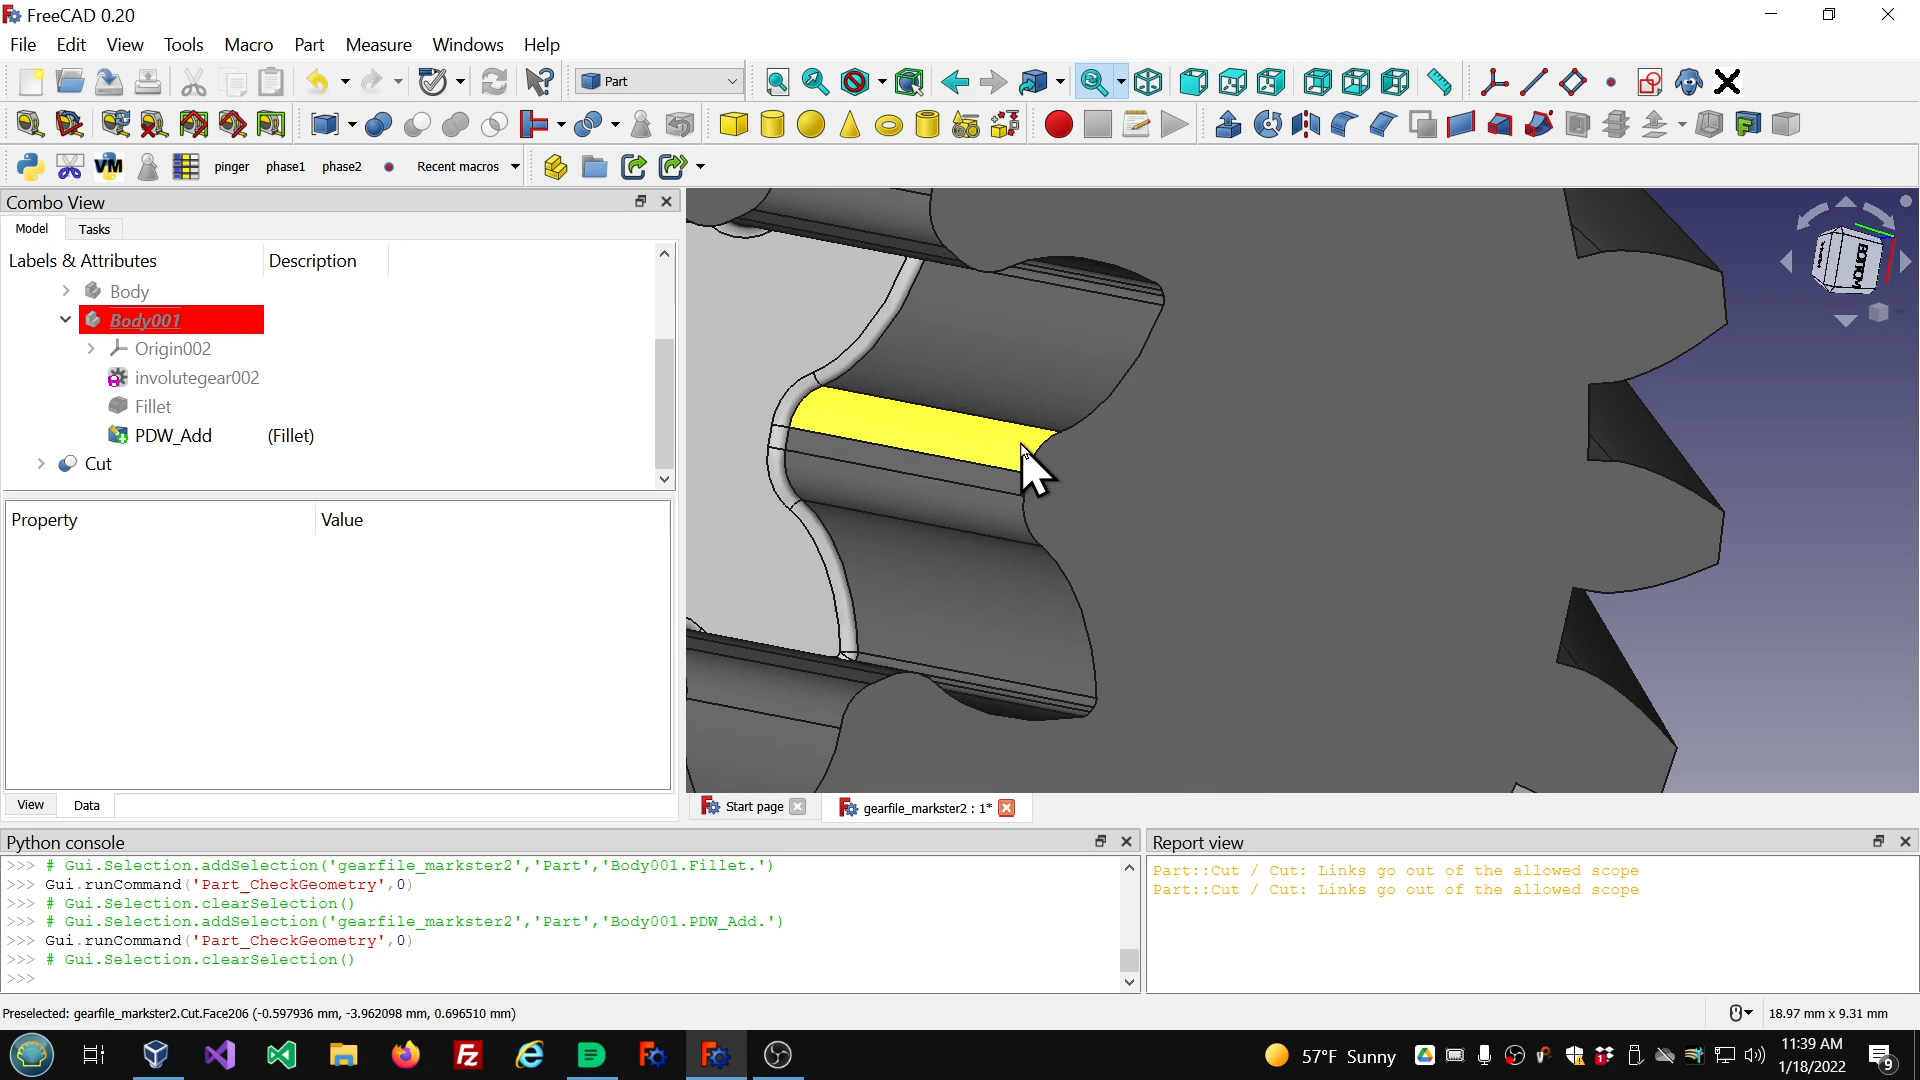 FreeCAD 0.20
File Edit View Tools Macro Part Measure Windows Help
Part
VM pinger phase1 phase2 Recent macros
Combo View
Model Tasks
Labels & Attributes Description
Body
Body001
Origin002
involutegear002
Fillet
PDW_Add (Fillet)
Cut
Property Value
View Data
BOTTOM
Start page gearfile_markster2 : 1*
Python console
>>> # Gui.Selection.addSelection('gearfile_markster2','Part','Body001.Fillet.')
>>> Gui.runCommand('Part_CheckGeometry',0)
>>> # Gui.Selection.clearSelection()
>>> # Gui.Selection.addSelection('gearfile_markster2','Part','Body001.PDW_Add.')
>>> Gui.runCommand('Part_CheckGeometry',0)
>>> # Gui.Selection.clearSelection()
>>>
Report view
Part::Cut / Cut: Links go out of the allowed scope
Part::Cut / Cut: Links go out of the allowed scope
Preselected: gearfile_markster2.Cut.Face206 (-0.597936 mm, -3.962098 mm, 0.696510 mm)
18.97 mm x 9.31 mm
57°F Sunny
11:39 AM
1/18/2022
9